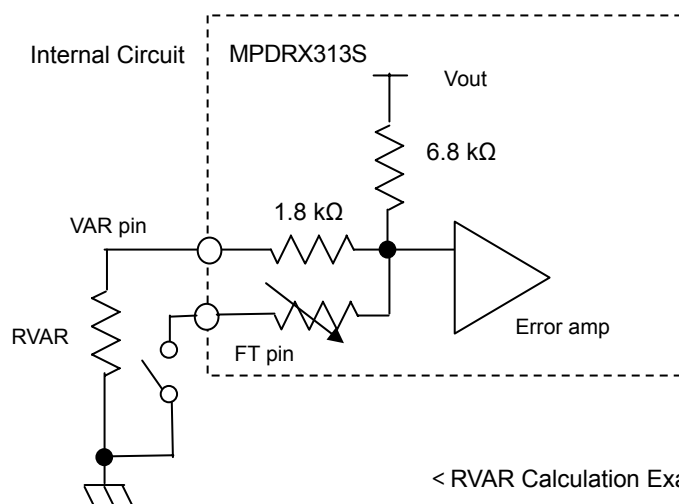 Internal Circuit
MPDRX313S
Vout
6.8 kΩ
1.8 kΩ
VAR pin
RVAR
FT pin
Error amp
< RVAR Calculation Exa